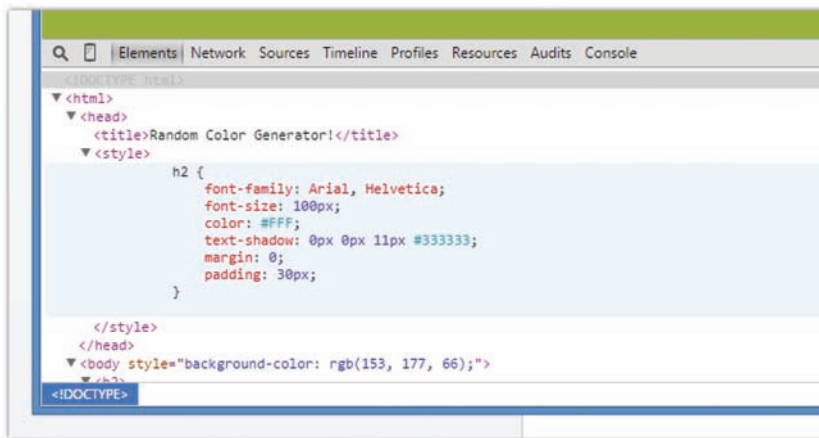 Elements Network Sources Timeline Profiles Resources Audits Console
<!DOCTYPE html>
▼<html>
▼<head>
<title>Random Color Generator!</title>
▼<style>
h2 {
font-family: Arial, Helvetica;
font-size: 100px;
color: #FFF;
text-shadow: 0px 0px 11px #333333;
margin: 0;
padding: 30px;
}
</style>
</head>
▼<body style="background-color: rgb(153, 177, 66);">
▼<h2>
<!DOCTYPE>